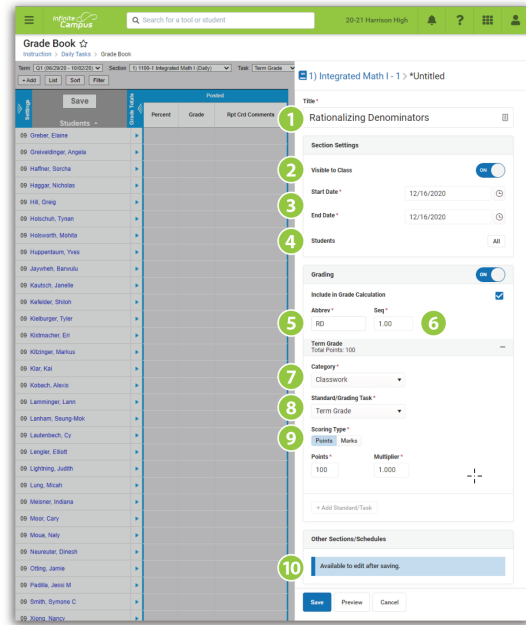 Infinite Campus
Search for a tool or student
20-21 Harrison High
?
Grade Book
Instruction > Daily Tasks > Grade Book
Term Q1 (06/29/20 - 10/02/20) Section 1) 1100-1 Integrated Math I (Daily) Task Term Grade
+ Add List Sort Filter
Settings
Save
Students
Grade Totals
Posted
Percent Grade Rpt Crd Comments
09 Greber, Elaine
09 Greiveldinger, Angela
09 Haffner, Sorcha
09 Haggar, Nicholas
09 Hill, Greig
09 Holschuh, Tynan
09 Holsworth, Mohita
09 Huppentaum, Yves
09 Jaywheh, Banvulu
09 Kautsch, Janelle
09 Kefelder, Shiloh
09 Kielburger, Tyler
09 Kistmacher, Err
09 Kitzinger, Markus
09 Klar, Kai
09 Kobach, Alexis
09 Lamminger, Lann
09 Lanham, Seung-Mok
09 Lautenbech, Cy
09 Lengler, Elliott
09 Lightning, Judith
09 Lung, Micah
09 Meisner, Indiana
09 Moor, Cary
09 Moua, Nely
09 Neureuter, Dinesh
09 Otting, Jamie
09 Padilla, Jessi M
09 Smith, Symone C
09 Xiong, Nancy
1) Integrated Math I - 1 > *Untitled
Title *
1 Rationalizing Denominators
Section Settings
2 Visible to Class ON
3
Start Date * 12/16/2020
End Date * 12/16/2020
4 Students All
Grading ON
Include in Grade Calculation
Abbrev * Seq *
5 RD 1.00 6
Term Grade
Total Points: 100
Category *
7 Classwork
Standard/Grading Task *
8 Term Grade
Scoring Type *
9 Points Marks
Points * Multiplier *
100 1.000
+ Add Standard/Task
Other Sections/Schedules
10 Available to edit after saving.
Save Preview Cancel